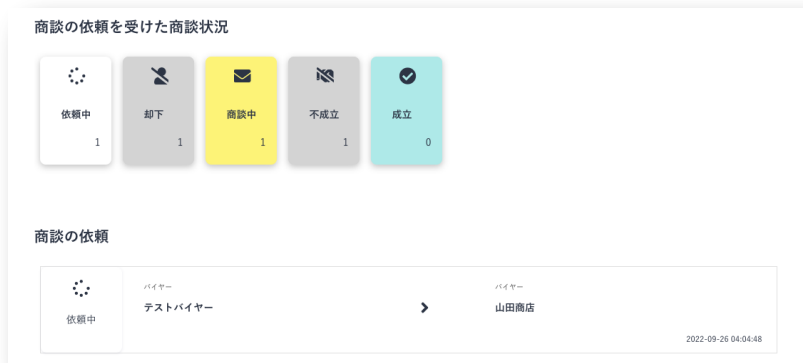 商談の依頼を受けた商談状況
依頼中 却下 商談中 不成立 成立
1 1 1 1 0
商談の依頼
バイヤー バイヤー
テストバイヤー 山田商店
依頼中
2022-09-26 04:04:48